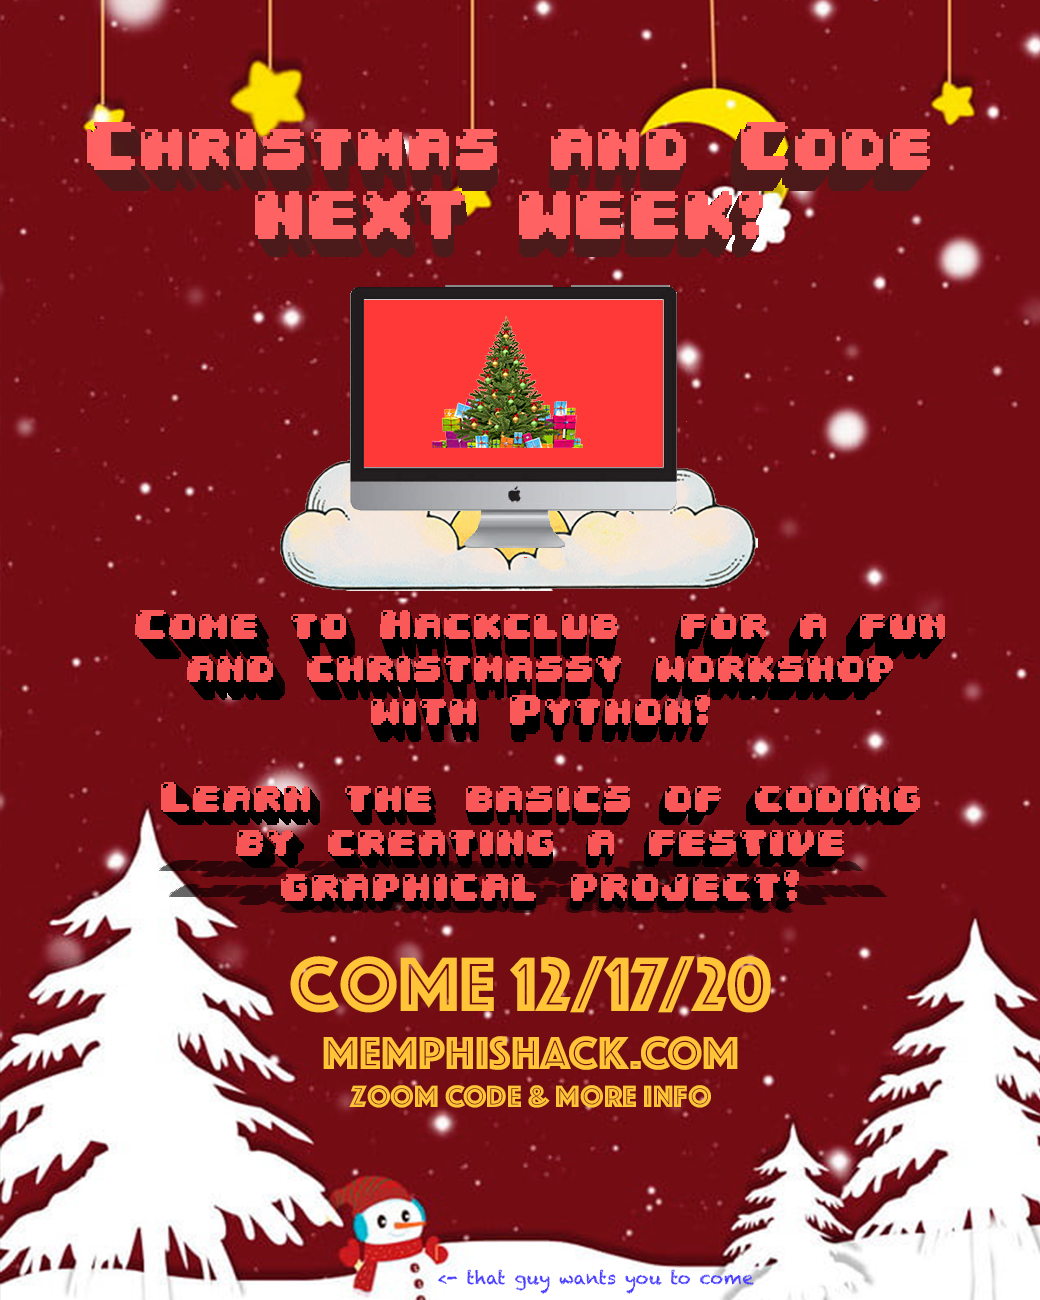 Christmas and Code
NEXT WEEK!
Come to Hackclub for a fun
and christmassy workshop
with Python!
Learn the basics of coding
by creating a festive
graphical project!
COME 12/17/20
MEMPHISHACK.COM
ZOOM CODE & MORE INFO
<- that guy wants you to come